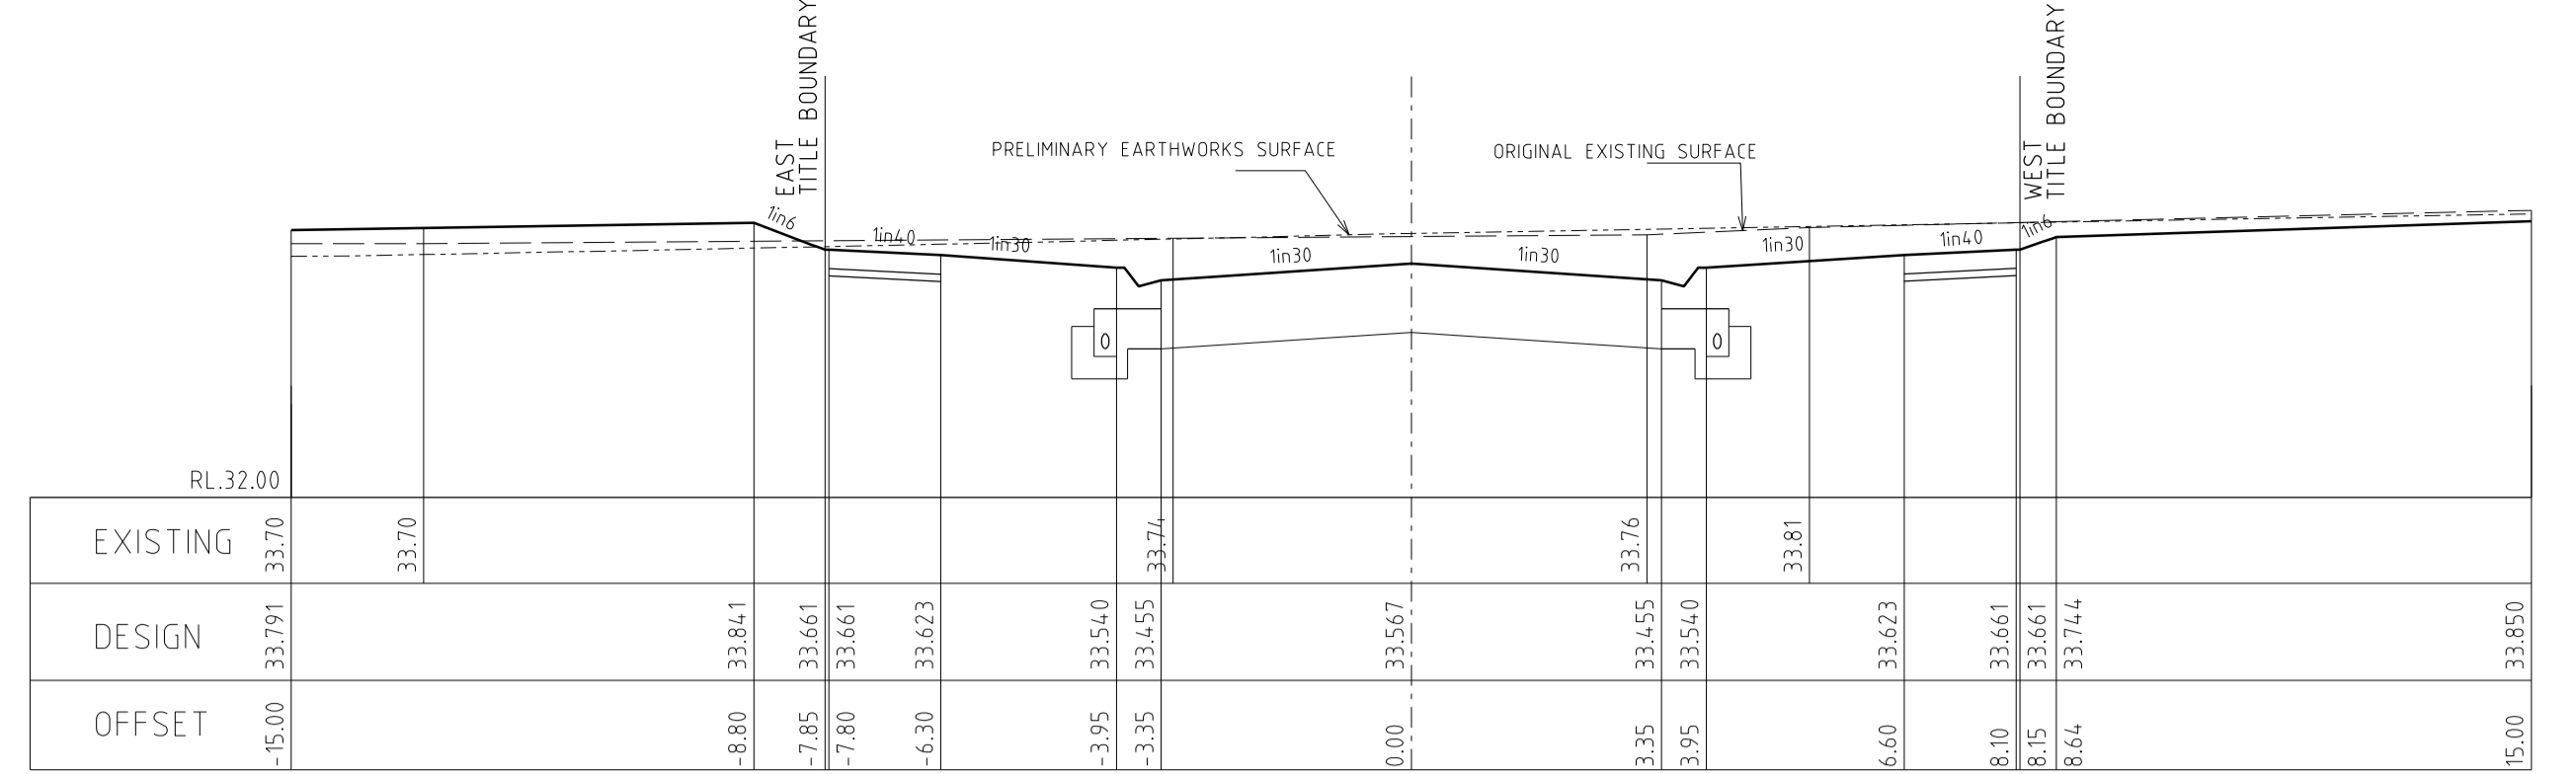 EAST
TITLE BOUNDARY
WEST
TITLE BOUNDARY
PRELIMINARY EARTHWORKS SURFACE
ORIGINAL EXISTING SURFACE
1in6
1in40
1in30
1in30
1in30
1in30
1in40
1in6
0
0
RL.32.00
EXISTING
33.70
33.70
33.74
33.76
33.81
DESIGN
33.791
33.841
33.661
33.661
33.623
33.540
33.455
33.567
33.455
33.540
33.623
33.661
33.661
33.744
33.850
OFFSET
-15.00
-8.80
-7.85
-7.80
-6.30
-3.95
-3.35
0.00
3.35
3.95
6.60
8.10
8.15
8.64
15.00